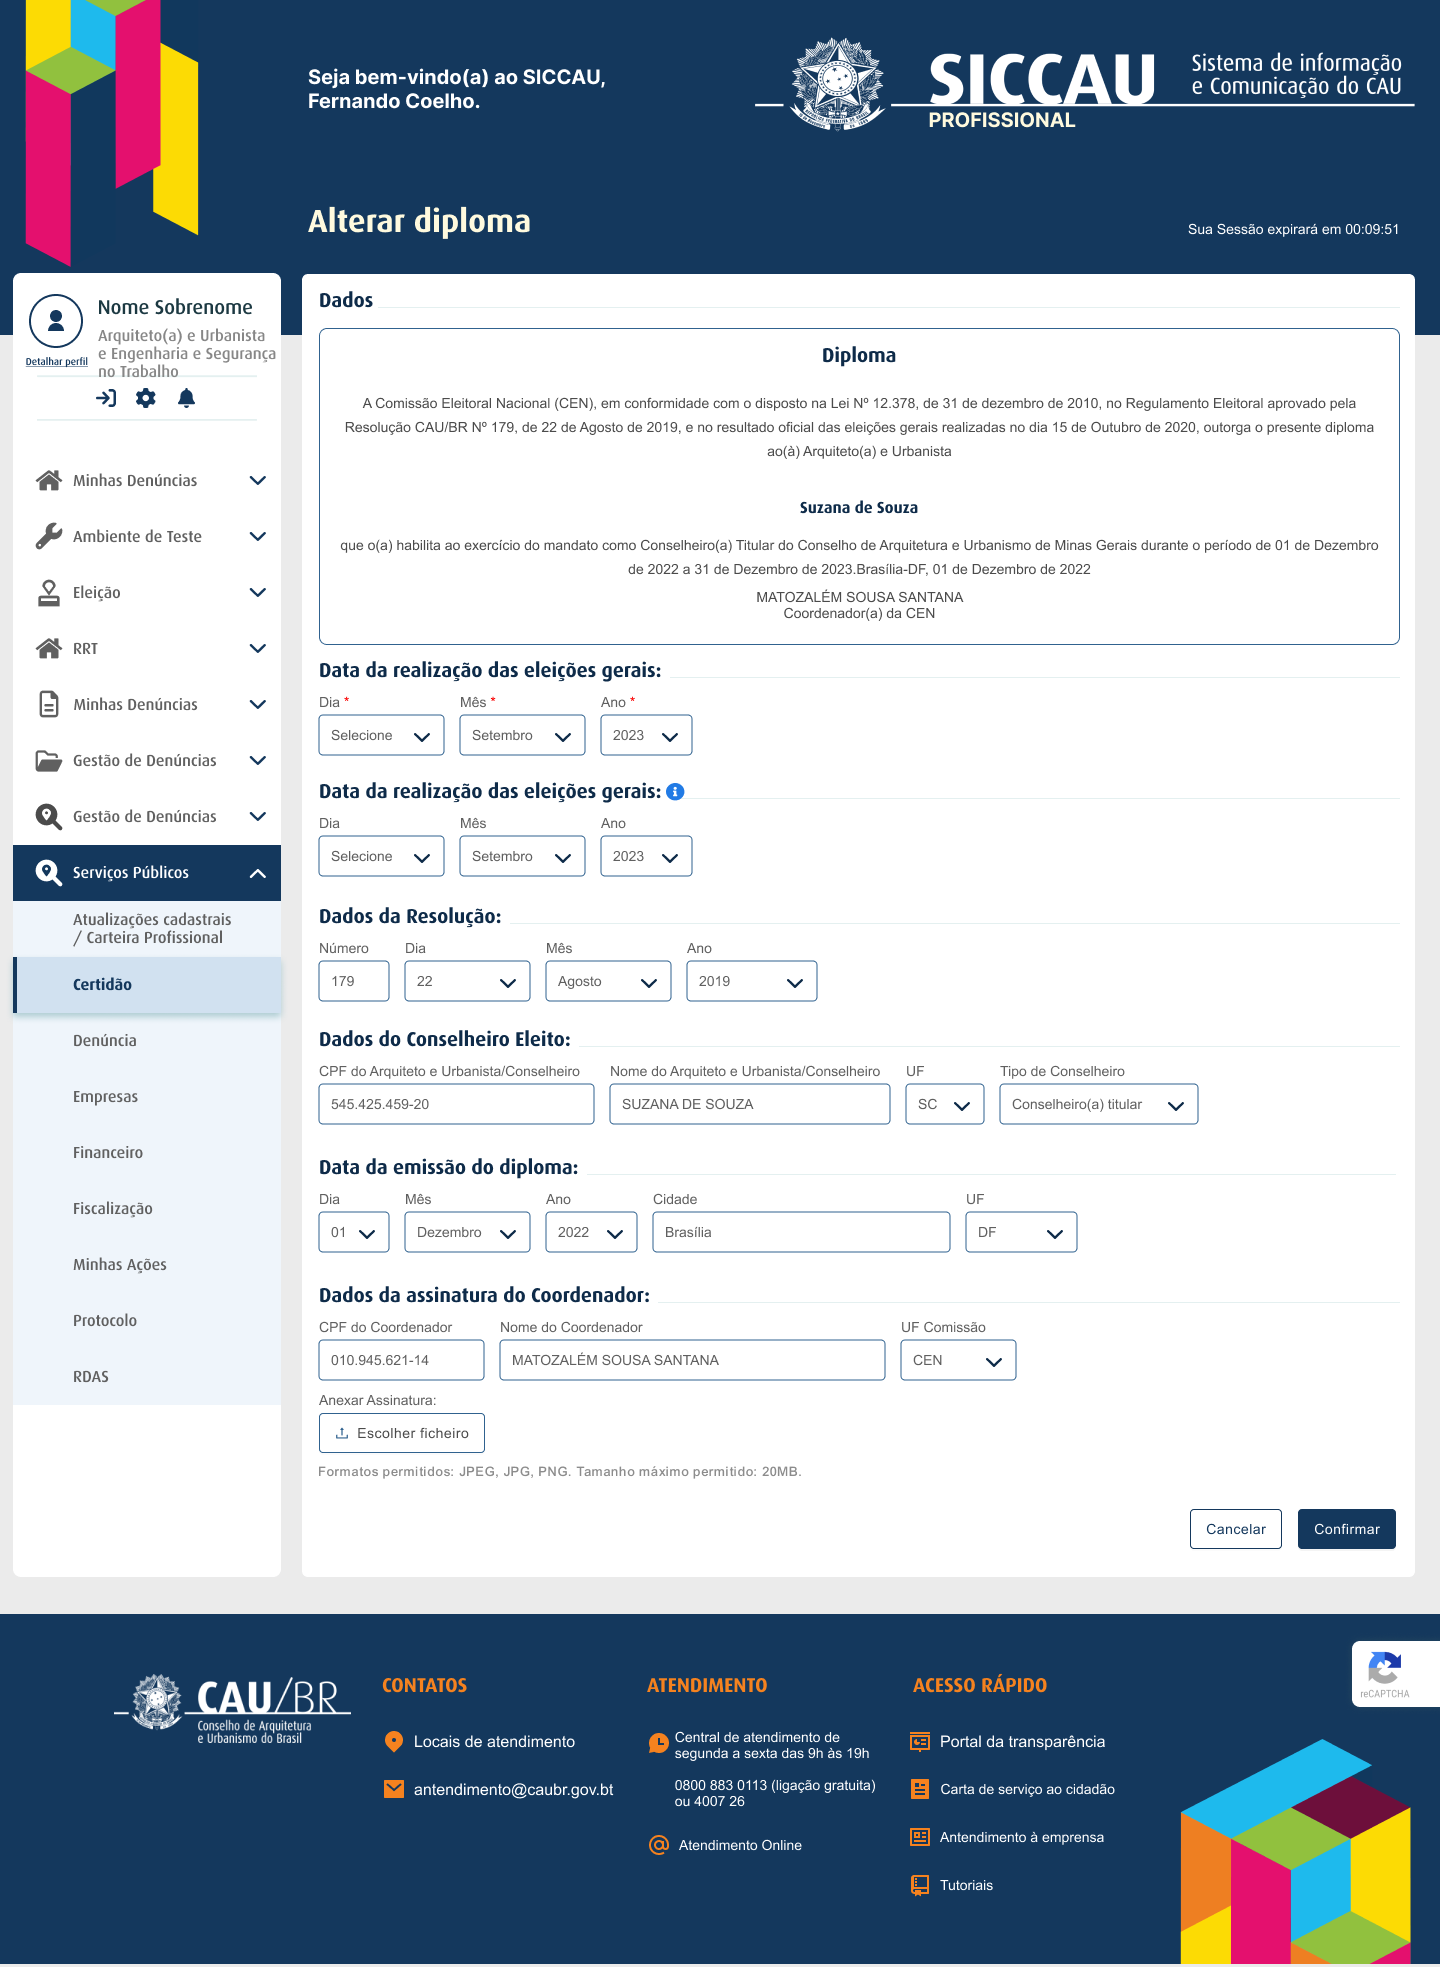 Seja bem-vindo(a) ao SICCAU,
Fernando Coelho.
SICCAU
PROFISSIONAL
Sistema de informação
e Comunicação do CAU
Alterar diploma
Sua Sessão expirará em 00:09:51
Nome Sobrenome
Arquiteto(a) e Urbanista
e Engenharia e Segurança
no Trabalho
Detalhar perfil
Minhas Denúncias
Ambiente de Teste
Eleição
RRT
Minhas Denúncias
Gestão de Denúncias
Gestão de Denúncias
Serviços Públicos
Atualizações cadastrais
/ Carteira Profissional
Certidão
Denúncia
Empresas
Financeiro
Fiscalização
Minhas Ações
Protocolo
RDAS
Dados
Diploma
A Comissão Eleitoral Nacional (CEN), em conformidade com o disposto na Lei Nº 12.378, de 31 de dezembro de 2010, no Regulamento Eleitoral aprovado pela
Resolução CAU/BR Nº 179, de 22 de Agosto de 2019, e no resultado oficial das eleições gerais realizadas no dia 15 de Outubro de 2020, outorga o presente diploma
ao(à) Arquiteto(a) e Urbanista
Suzana de Souza
que o(a) habilita ao exercício do mandato como Conselheiro(a) Titular do Conselho de Arquitetura e Urbanismo de Minas Gerais durante o período de 01 de Dezembro
de 2022 a 31 de Dezembro de 2023.Brasília-DF, 01 de Dezembro de 2022
MATOZALÉM SOUSA SANTANA
Coordenador(a) da CEN
Data da realização das eleições gerais:
Dia * Mês * Ano *
Selecione Setembro 2023
Data da realização das eleições gerais:
Dia Mês Ano
Selecione Setembro 2023
Dados da Resolução:
Número Dia Mês Ano
179 22 Agosto 2019
Dados do Conselheiro Eleito:
CPF do Arquiteto e Urbanista/Conselheiro Nome do Arquiteto e Urbanista/Conselheiro UF Tipo de Conselheiro
545.425.459-20 SUZANA DE SOUZA SC Conselheiro(a) titular
Data da emissão do diploma:
Dia Mês Ano Cidade UF
01 Dezembro 2022 Brasília DF
Dados da assinatura do Coordenador:
CPF do Coordenador Nome do Coordenador UF Comissão
010.945.621-14 MATOZALÉM SOUSA SANTANA CEN
Anexar Assinatura:
Escolher ficheiro
Formatos permitidos: JPEG, JPG, PNG. Tamanho máximo permitido: 20MB.
Cancelar Confirmar
CAU/BR
Conselho de Arquitetura
e Urbanismo do Brasil
CONTATOS
Locais de atendimento
antendimento@caubr.gov.bt
ATENDIMENTO
Central de atendimento de
segunda a sexta das 9h às 19h
0800 883 0113 (ligação gratuita)
ou 4007 26
Atendimento Online
ACESSO RÁPIDO
Portal da transparência
Carta de serviço ao cidadão
Antendimento à emprensa
Tutoriais
reCAPTCHA